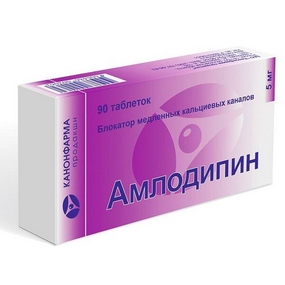 90 таблеток
Блокатор медленных кальциевых каналов
5 мг
Амлодипин
КАНОНФАРМА
продакшн